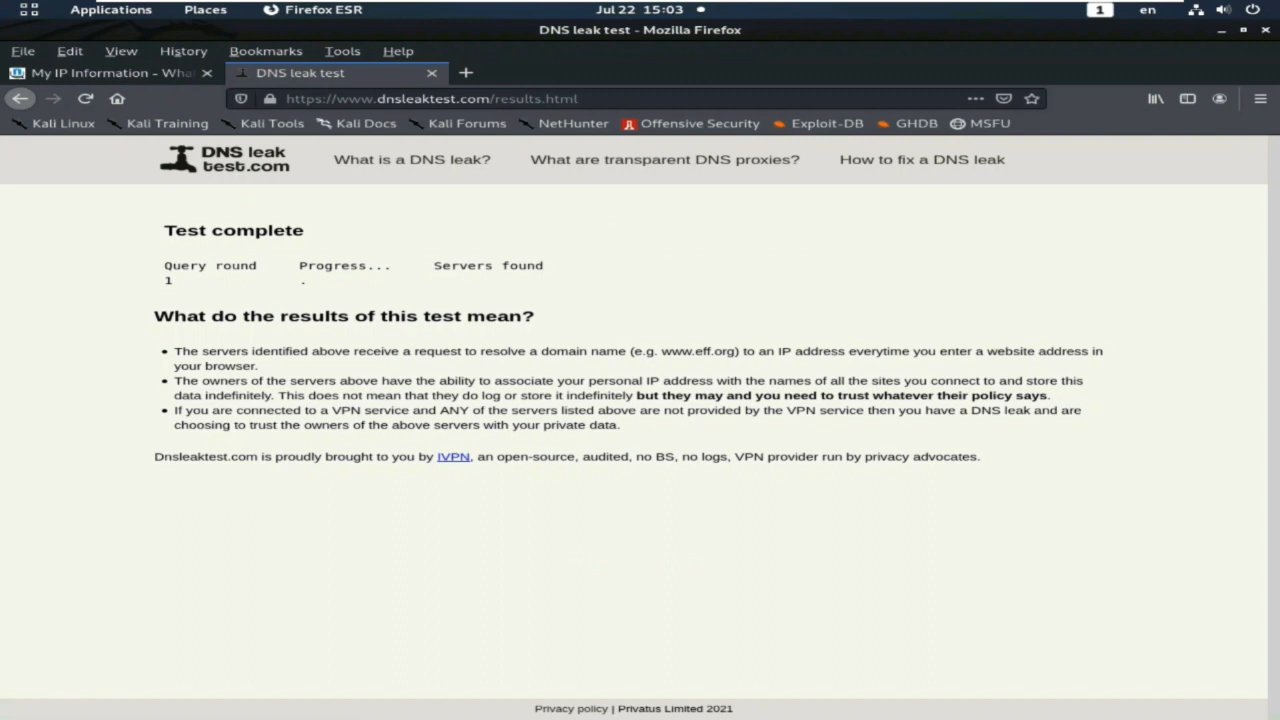 Applications Places Firefox ESR Jul 22 15:03 1 en
DNS leak test - Mozilla Firefox
File Edit View History Bookmarks Tools Help
My IP Information - Wha DNS leak test
https://www.dnsleaktest.com/results.html
Kali Linux Kali Training Kali Tools Kali Docs Kali Forums NetHunter Offensive Security Exploit-DB GHDB MSFU
DNS leak
test.com
What is a DNS leak? What are transparent DNS proxies? How to fix a DNS leak
Test complete
Query round Progress... Servers found
1 .
What do the results of this test mean?
The servers identified above receive a request to resolve a domain name (e.g. www.eff.org) to an IP address everytime you enter a website address in
your browser.
The owners of the servers above have the ability to associate your personal IP address with the names of all the sites you connect to and store this
data indefinitely. This does not mean that they do log or store it indefinitely but they may and you need to trust whatever their policy says.
If you are connected to a VPN service and ANY of the servers listed above are not provided by the VPN service then you have a DNS leak and are
choosing to trust the owners of the above servers with your private data.
Dnsleaktest.com is proudly brought to you by IVPN, an open-source, audited, no BS, no logs, VPN provider run by privacy advocates.
Privacy policy | Privatus Limited 2021